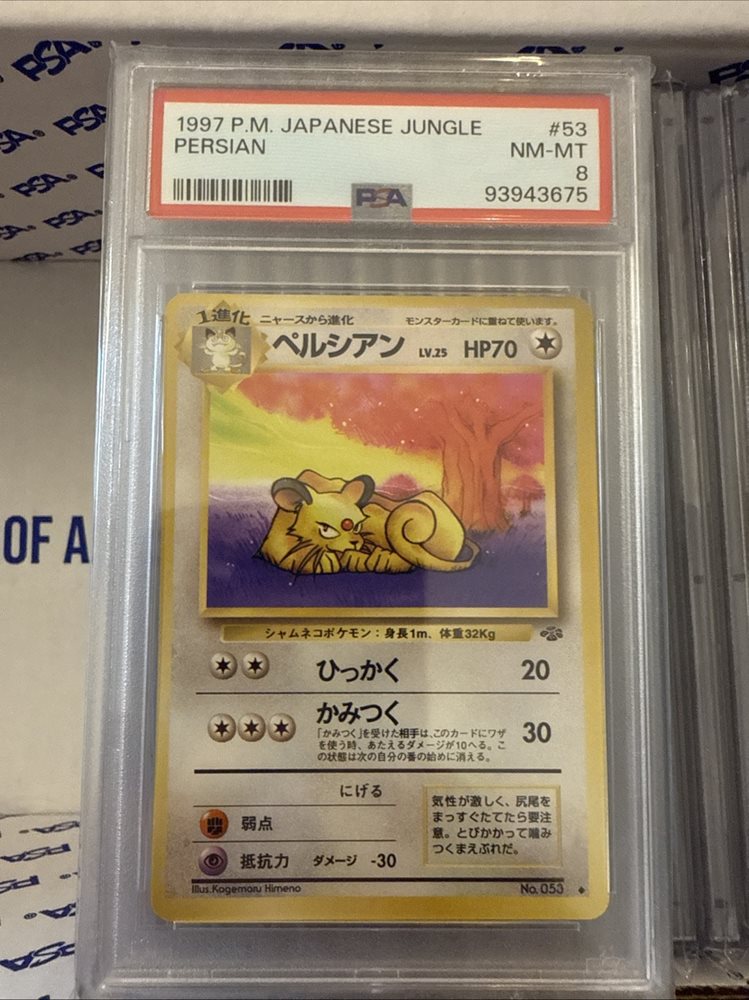 1997 P.M. JAPANESE JUNGLE #53
PERSIAN NM-MT
8
PSA 93943675
1進化 ニャースから進化 モンスターカードに重ねて使います。
ペルシアン LV.25 HP70
シャムネコポケモン:身長1m、体重32Kg
ひっかく 20
かみつく 30
「かみつく」を受けた相手は、このカードにワザ
を使う時、あたえるダメージが10へる。こ
の状態は次の自分の番の始めに消える。
にげる
弱点
抵抗力 ダメージ -30
気性が激しく、尻尾を
まっすぐたてたら要注
意。とびかかって噛み
つくまえぶれだ。
Illus.Kagemaru Himeno No.053
OF A
PSA
PSA
PSA
PSA
PSA